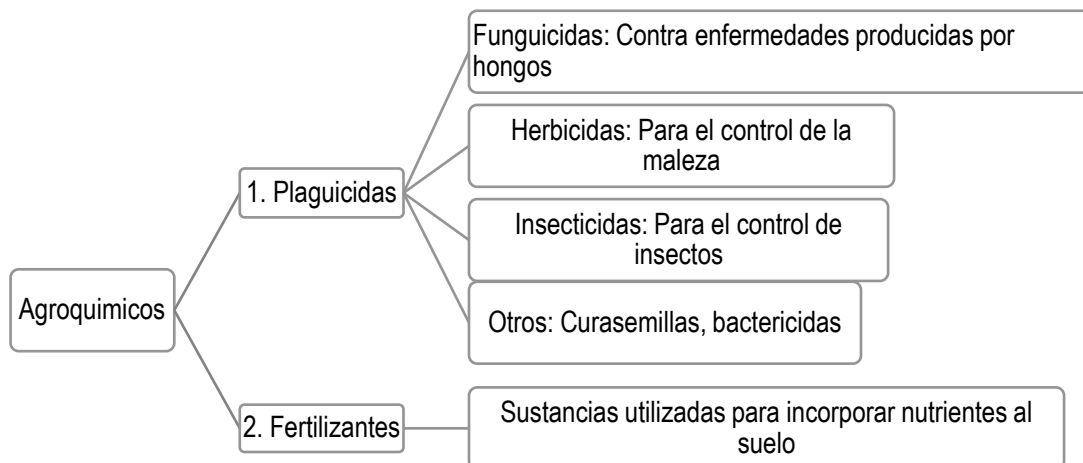 Funguicidas: Contra enfermedades producidas por
hongos
Herbicidas: Para el control de la
maleza
1. Plaguicidas
Insecticidas: Para el control de
insectos
Agroquimicos
Otros: Curasemillas, bactericidas
2. Fertilizantes
Sustancias utilizadas para incorporar nutrientes al
suelo